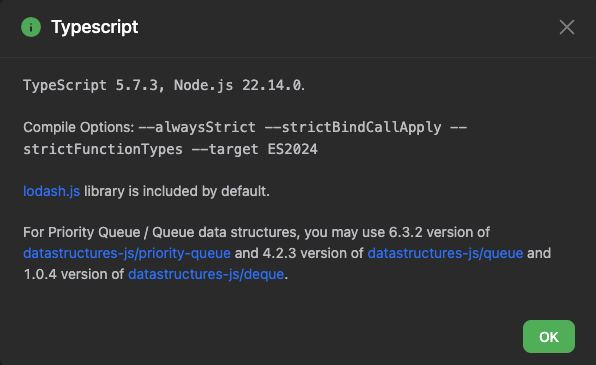 Typescript
TypeScript 5.7.3, Node.js 22.14.0.
Compile Options: --alwaysStrict --strictBindCallApply --
strictFunctionTypes --target ES2024
lodash.js library is included by default.
For Priority Queue / Queue data structures, you may use 6.3.2 version of
datastructures-js/priority-queue and 4.2.3 version of datastructures-js/queue and
1.0.4 version of datastructures-js/deque.
OK